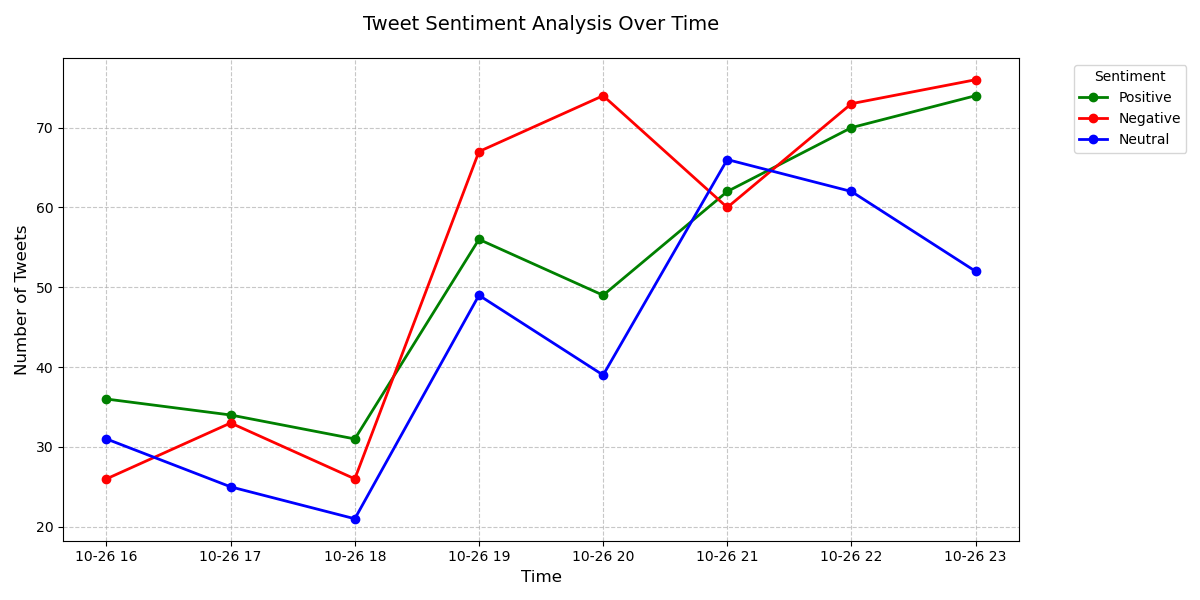 Tweet Sentiment Analysis Over Time
Sentiment
Positive
Negative
Neutral
Number of Tweets
70
60
50
40
30
20
10-26 16
10-26 17
10-26 18
10-26 19
10-26 20
10-26 21
10-26 22
10-26 23
Time